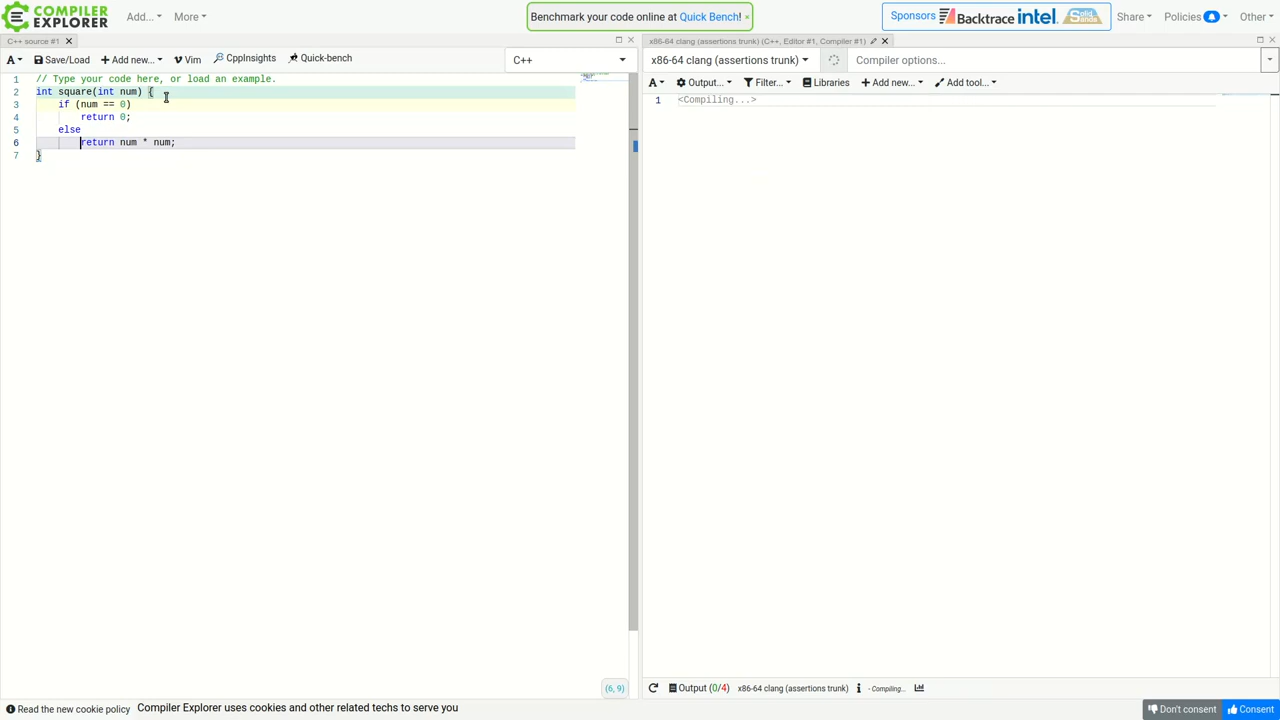 COMPILER
EXPLORER
Add...
More
Benchmark your code online at Quick Bench! ×
Sponsors
Backtrace
intel.
Solid Sands
Share
Policies
Other
C++ source #1
x86-64 clang (assertions trunk) (C++, Editor #1, Compiler #1)
A
Save/Load
Add new...
Vim
CppInsights
Quick-bench
C++
x86-64 clang (assertions trunk)
Compiler options...
A
Output...
Filter...
Libraries
Add new...
Add tool...
1 // Type your code here, or load an example.
2 int square(int num) {
3 if (num == 0)
4 return 0;
5 else
6 return num * num;
7 }
1 <Compiling...>
(6, 9)
Output (0/4) x86-64 clang (assertions trunk) i - Compiling...
Read the new cookie policy Compiler Explorer uses cookies and other related techs to serve you
Don't consent
Consent